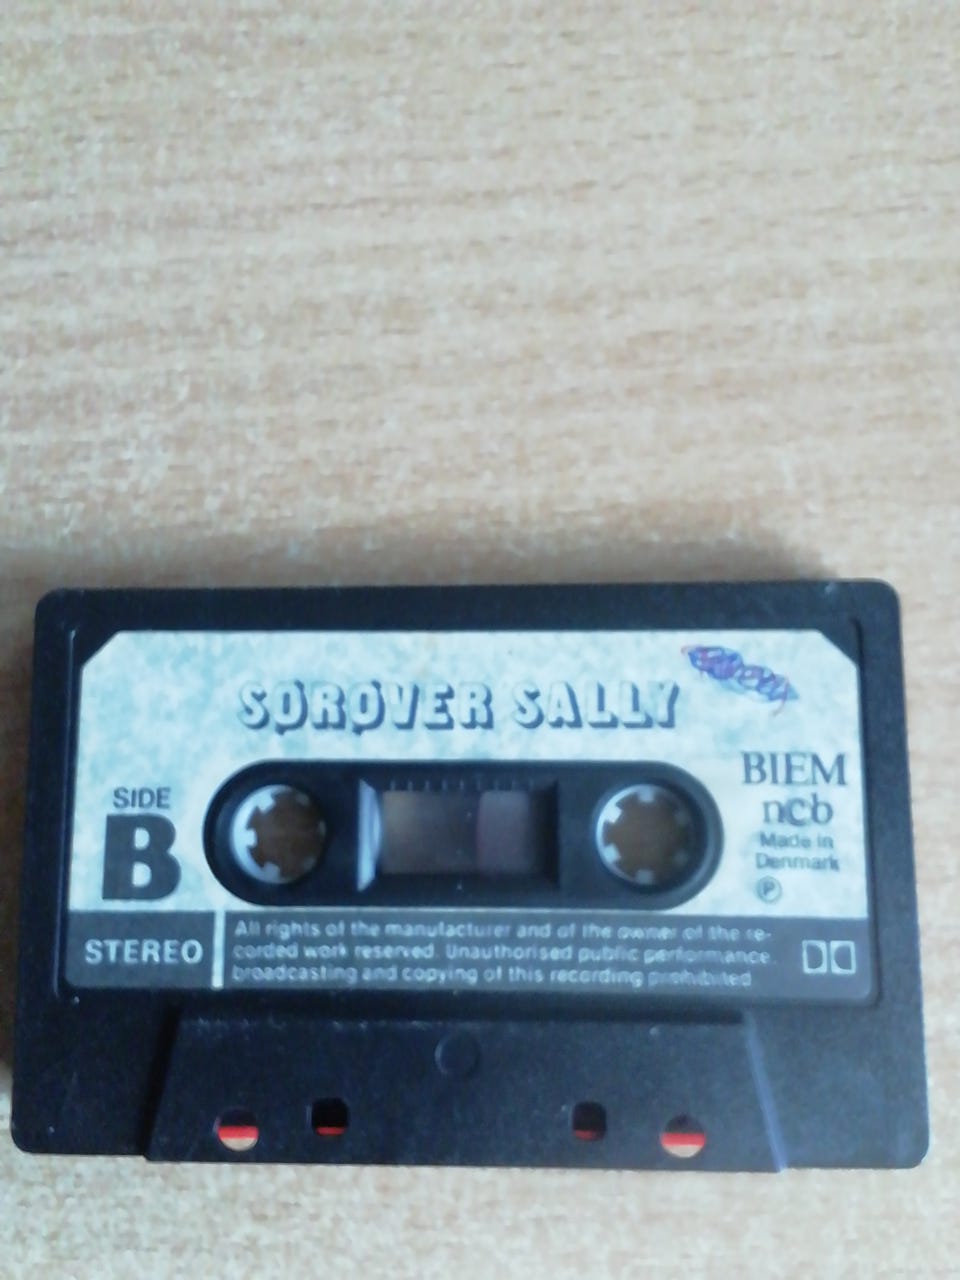 SØRØVER SALLY
SIDE
B
BIEM
ncb
Made in
Denmark
Ⓟ
STEREO
All rights of the manufacturer and of the owner of the re-
corded work reserved. Unauthorised public performance.
broadcasting and copying of this recording prohibited.